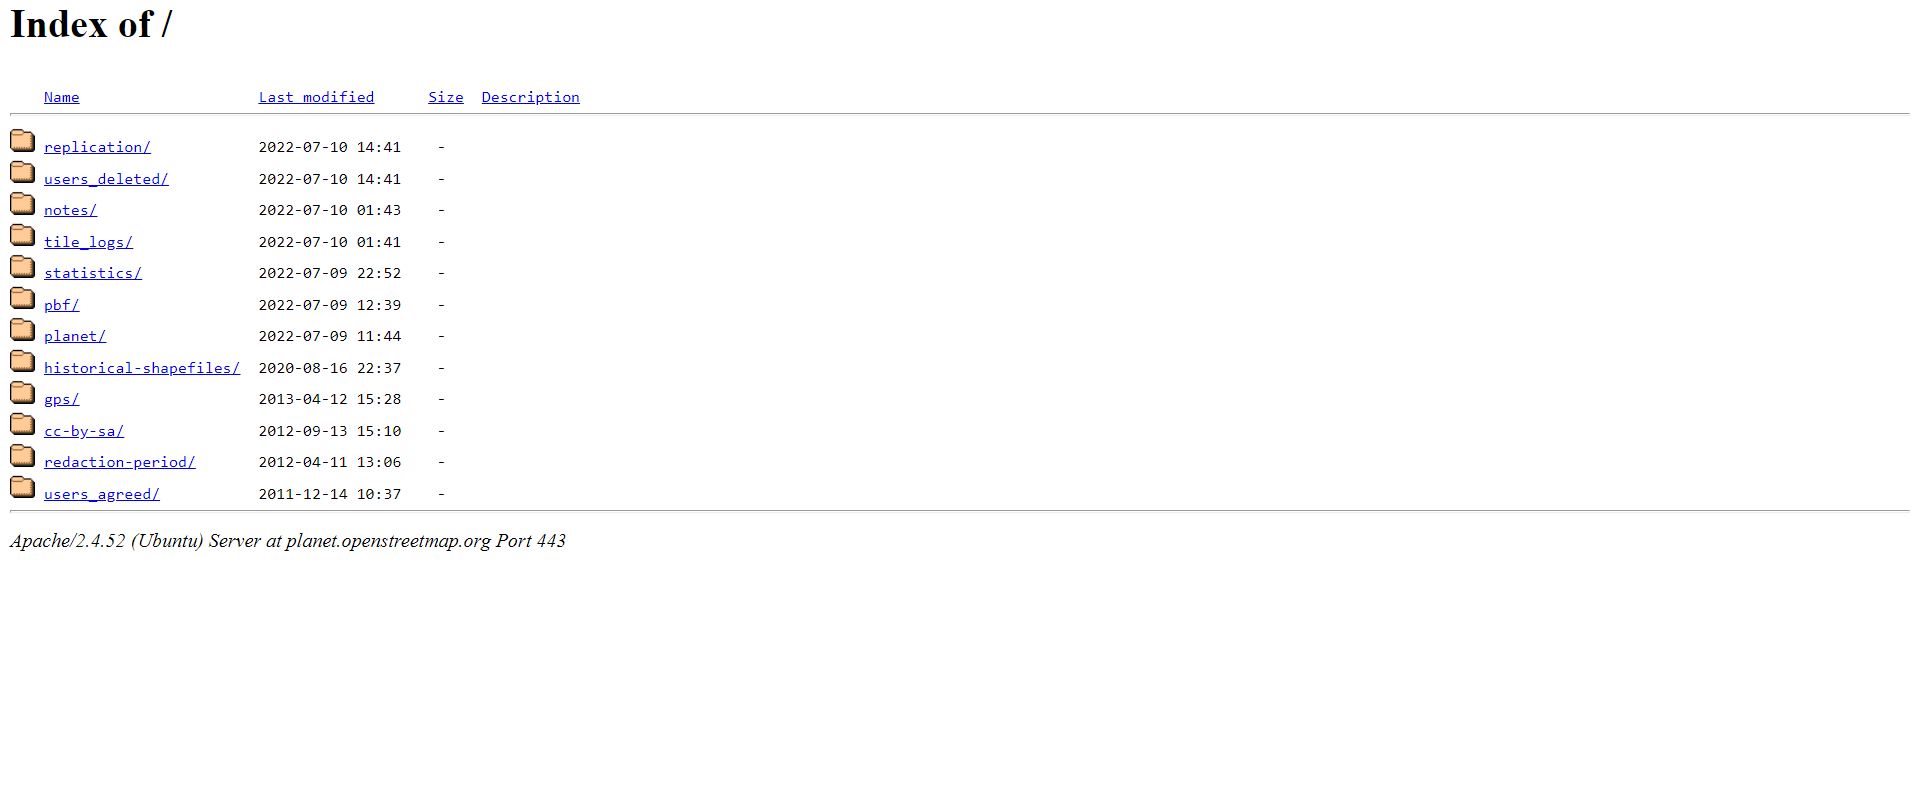 Index of /
Name Last modified Size Description
replication/ 2022-07-10 14:41 -
users_deleted/ 2022-07-10 14:41 -
notes/ 2022-07-10 01:43 -
tile_logs/ 2022-07-10 01:41 -
statistics/ 2022-07-09 22:52 -
pbf/ 2022-07-09 12:39 -
planet/ 2022-07-09 11:44 -
historical-shapefiles/ 2020-08-16 22:37 -
gps/ 2013-04-12 15:28 -
cc-by-sa/ 2012-09-13 15:10 -
redaction-period/ 2012-04-11 13:06 -
users_agreed/ 2011-12-14 10:37 -
Apache/2.4.52 (Ubuntu) Server at planet.openstreetmap.org Port 443